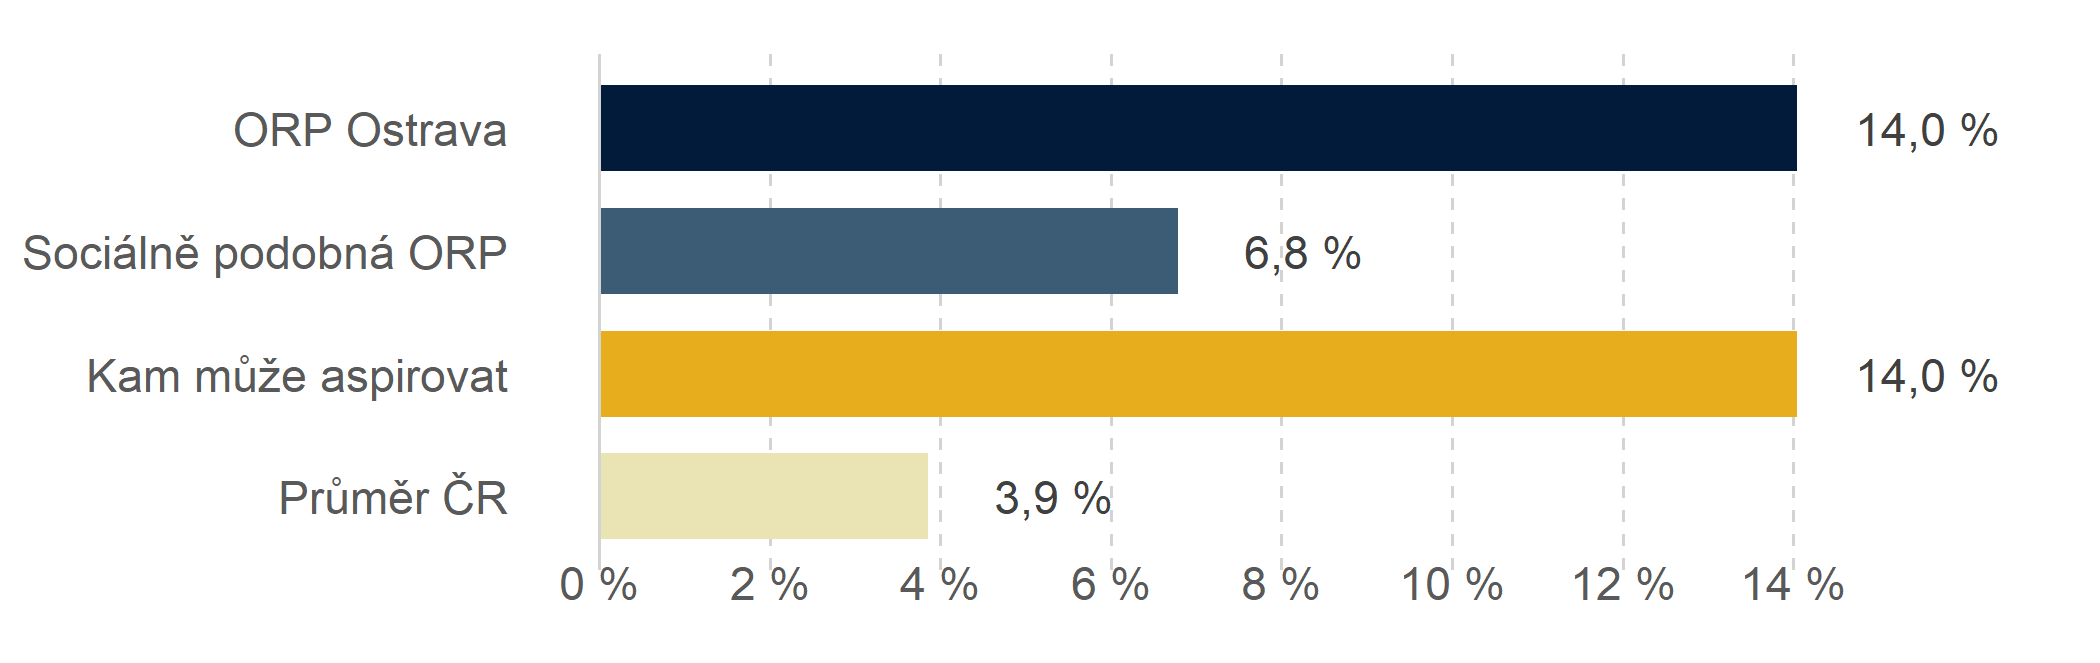 ORP Ostrava 14,0 %
Sociálně podobná ORP 6,8 %
Kam může aspirovat 14,0 %
Průměr ČR 3,9 %
0 % 2 % 4 % 6 % 8 % 10 % 12 % 14 %